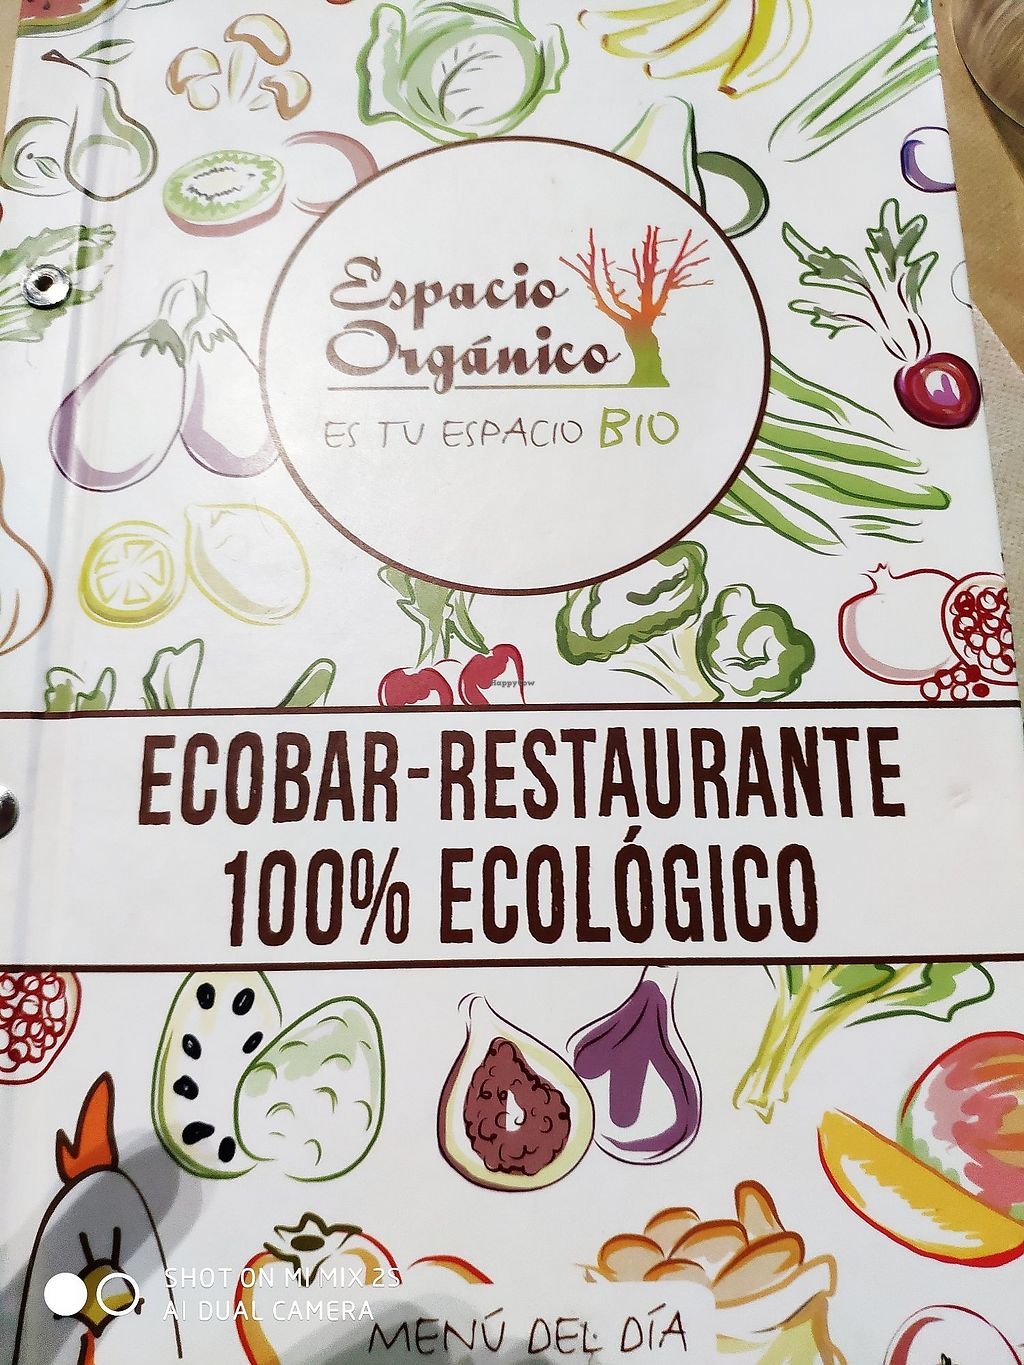 Espacio
Orgánico
ES TU ESPACIO BIO
Happycow
ECOBAR-RESTAURANTE
100% ECOLÓGICO
SHOT ON MI MIX 2S
AI DUAL CAMERA
MENÚ DEL DÍA